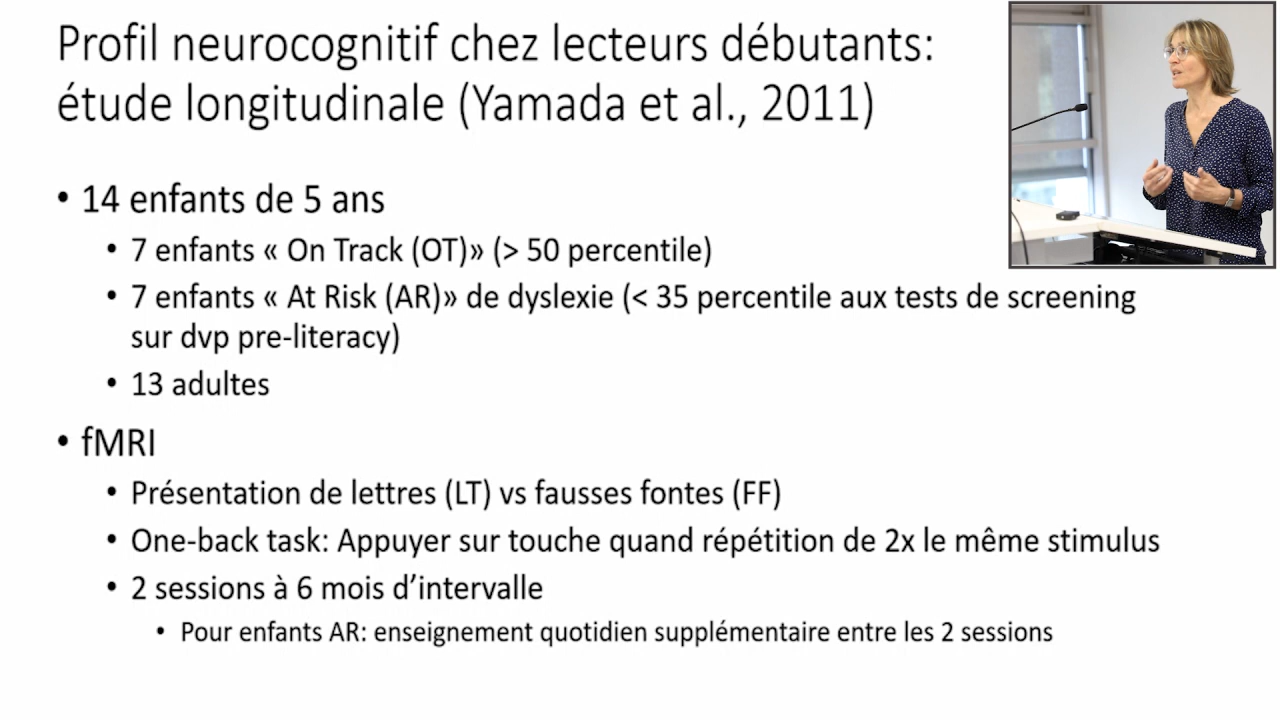 Profil neurocognitif chez lecteurs débutants:
étude longitudinale (Yamada et al., 2011)
• 14 enfants de 5 ans
• 7 enfants « On Track (OT)» (> 50 percentile)
• 7 enfants « At Risk (AR)» de dyslexie (< 35 percentile aux tests de screening
sur dvp pre-literacy)
• 13 adultes
• fMRI
• Présentation de lettres (LT) vs fausses fontes (FF)
• One-back task: Appuyer sur touche quand répétition de 2x le même stimulus
• 2 sessions à 6 mois d’intervalle
• Pour enfants AR: enseignement quotidien supplémentaire entre les 2 sessions